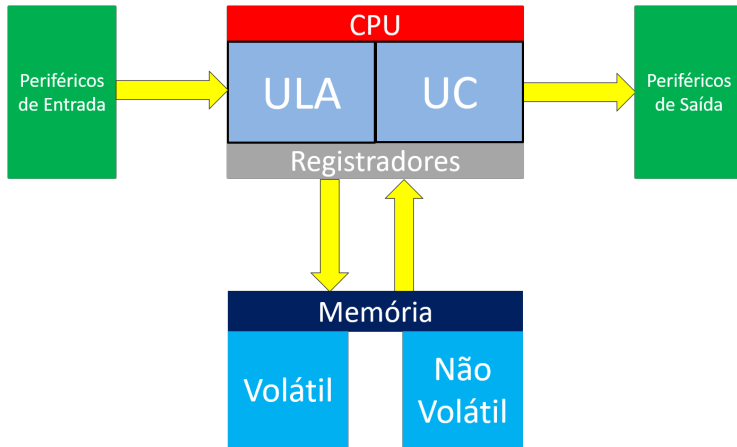 CPU
Periféricos
de Entrada
ULA
UC
Periféricos
de Saída
Registradores
Memória
Volátil
Não
Volátil